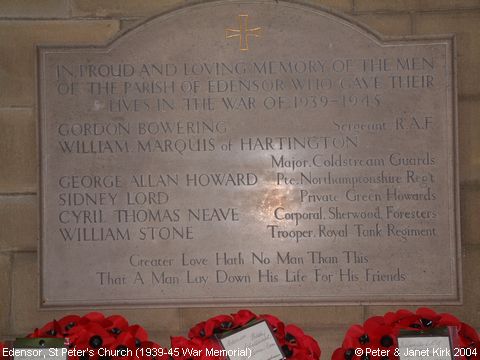 IN PROUD AND LOVING MEMORY OF THE MEN
OF THE PARISH OF EDENSOR WHO GAVE THEIR
LIVES IN THE WAR OF 1939-1945
GORDON BOWERING Sergeant R.A.F.
WILLIAM, MARQUIS of HARTINGTON
Major. Coldstream Guards
GEORGE ALLAN HOWARD Pte. Northamptonshire Regt
SIDNEY LORD Private Green Howards
CYRIL THOMAS NEAVE Corporal. Sherwood Foresters
WILLIAM STONE Trooper. Royal Tank Regiment
Greater Love Hath No Man Than This
That A Man Lay Down His Life For His Friends
Edensor, St Peter's Church (1939-45 War Memorial) © Peter & Janet Kirk 2004